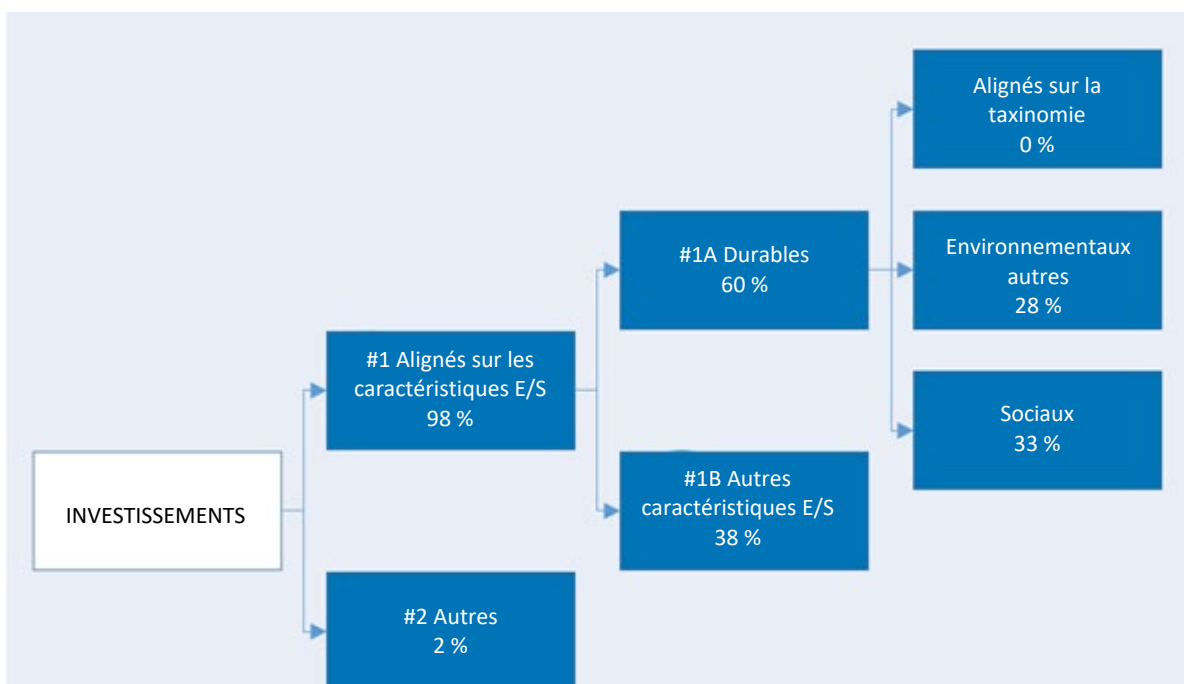 INVESTISSEMENTS
#1 Alignés sur les
caractéristiques E/S
98 %
#2 Autres
2 %
#1A Durables
60 %
#1B Autres
caractéristiques E/S
38 %
Alignés sur la
taxinomie
0 %
Environnementaux
autres
28 %
Sociaux
33 %